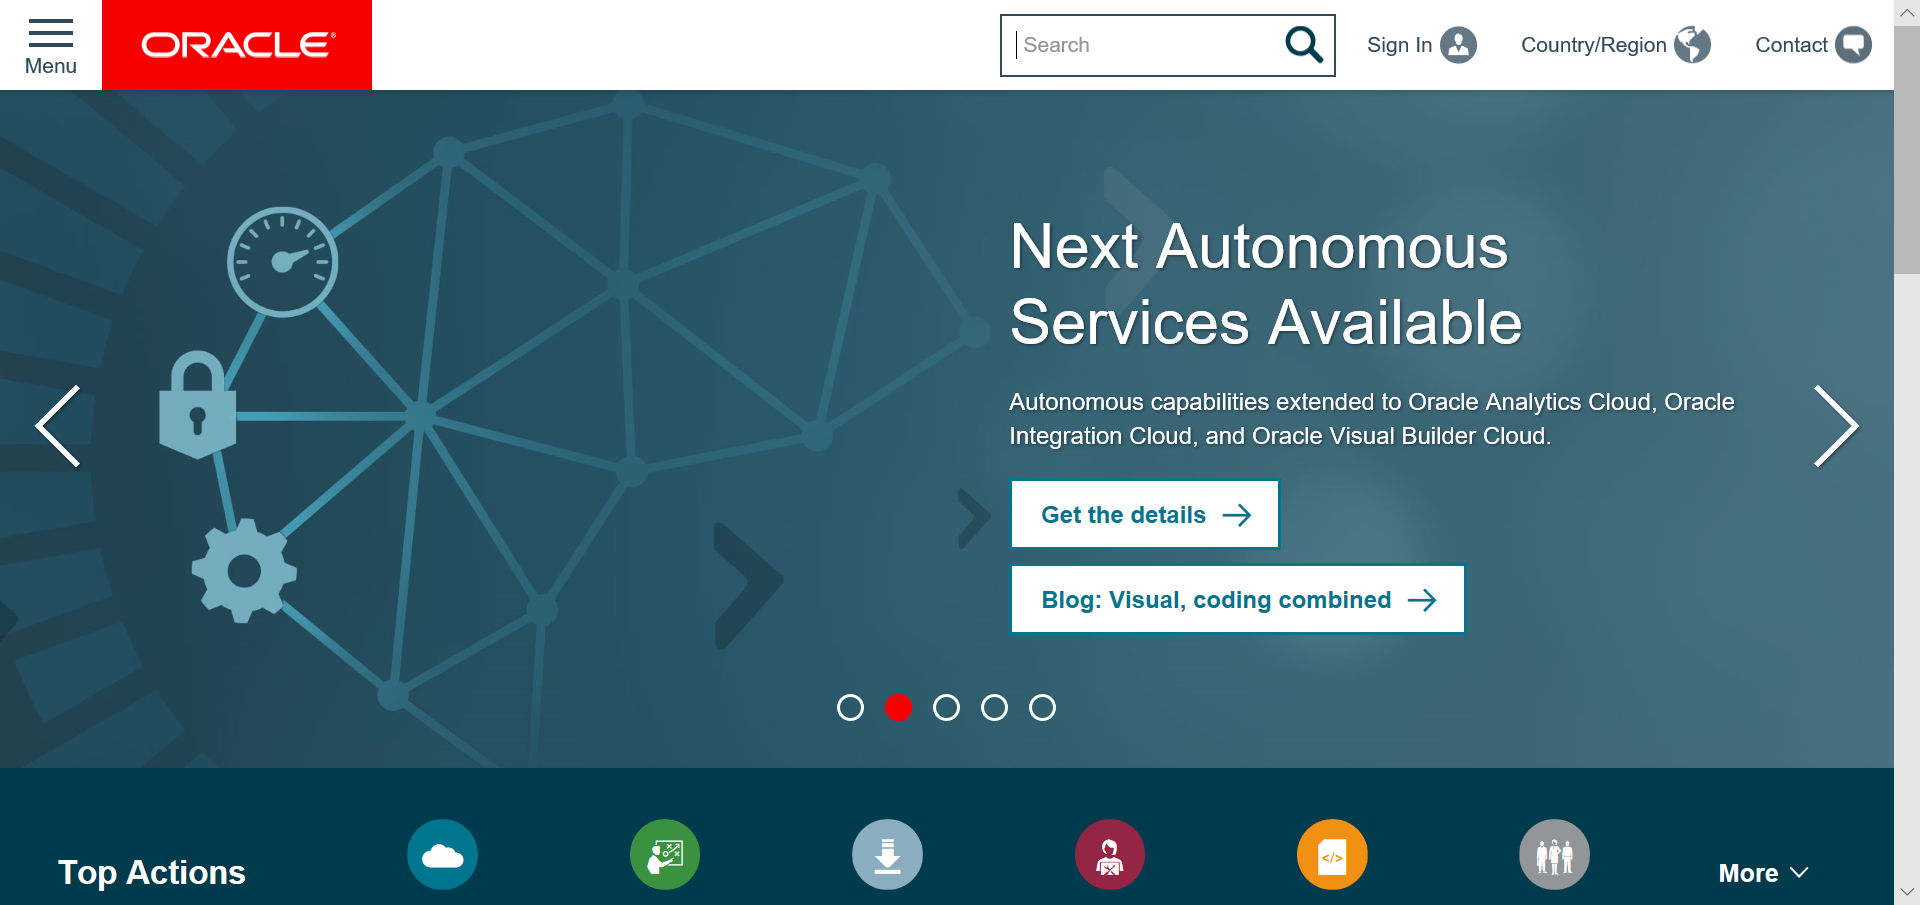 Menu
ORACLE®
Search
Sign In
Country/Region
Contact
Next Autonomous
Services Available
Autonomous capabilities extended to Oracle Analytics Cloud, Oracle
Integration Cloud, and Oracle Visual Builder Cloud.
Get the details
Blog: Visual, coding combined
Top Actions
</>
More